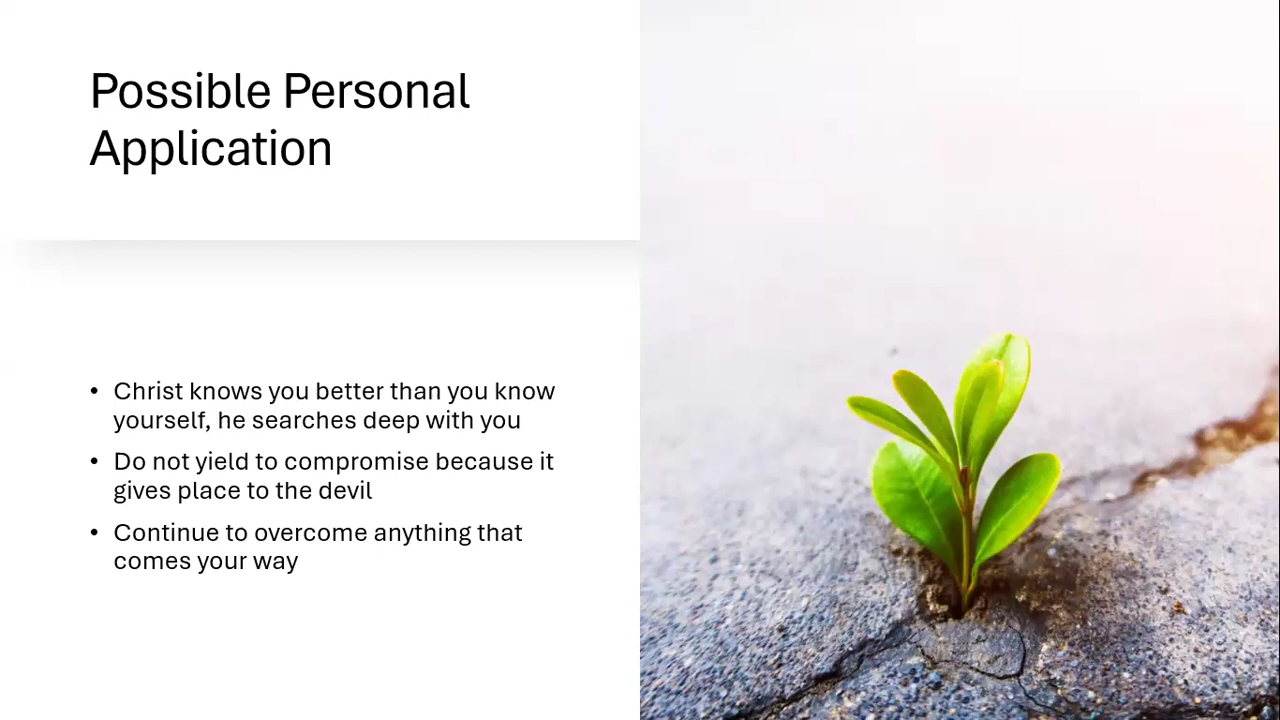 Possible Personal
Application
• Christ knows you better than you know
yourself, he searches deep with you
• Do not yield to compromise because it
gives place to the devil
• Continue to overcome anything that
comes your way